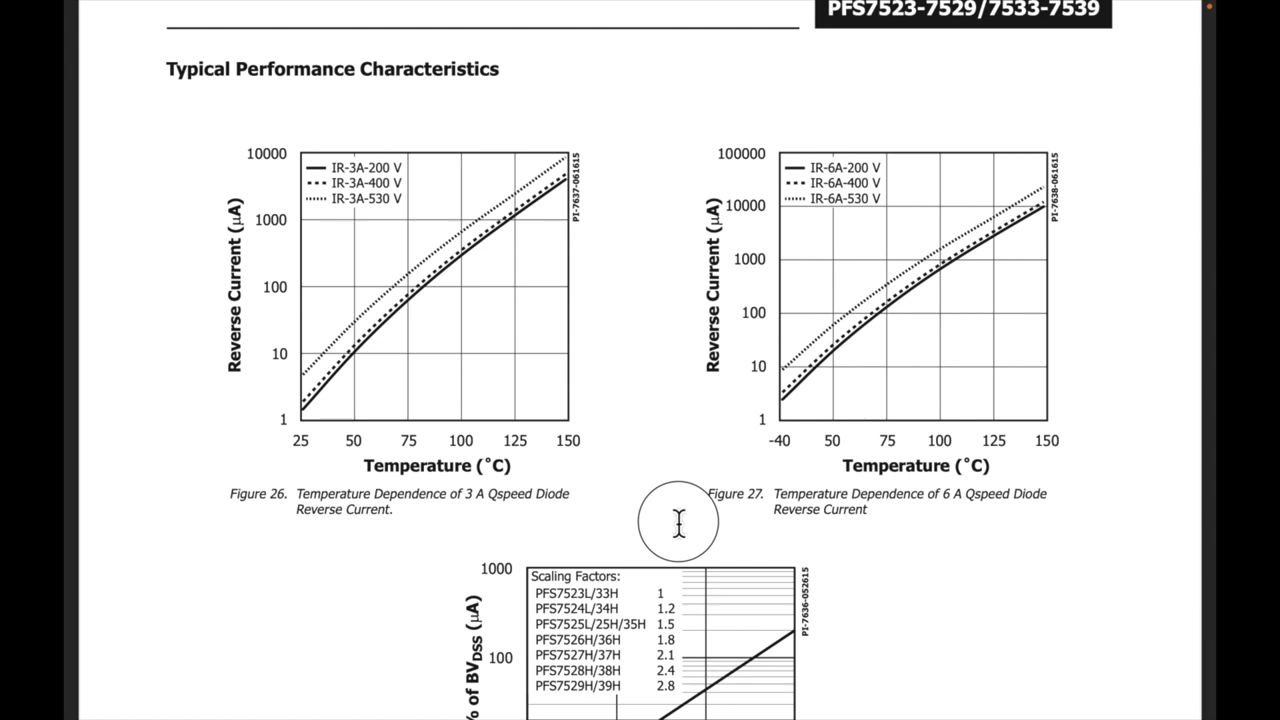 PFS7523-7529/7533-7539
Typical Performance Characteristics
10000
1000
100
10
1
Reverse Current (μA)
IR-3A-200 V
IR-3A-400 V
IR-3A-530 V
PI-7637-061615
25 50 75 100 125 150
Temperature (°C)
Figure 26. Temperature Dependence of 3 A Qspeed Diode
Reverse Current.
100000
10000
1000
100
10
1
Reverse Current (μA)
IR-6A-200 V
IR-6A-400 V
IR-6A-530 V
PI-7638-061615
-40 50 75 100 125 150
Temperature (°C)
Figure 27. Temperature Dependence of 6 A Qspeed Diode
Reverse Current
1000
100
% of BVDSS (μA)
Scaling Factors:
PFS7523L/33H 1
PFS7524L/34H 1.2
PFS7525L/25H/35H 1.5
PFS7526H/36H 1.8
PFS7527H/37H 2.1
PFS7528H/38H 2.4
PFS7529H/39H 2.8
PI-7636-052615